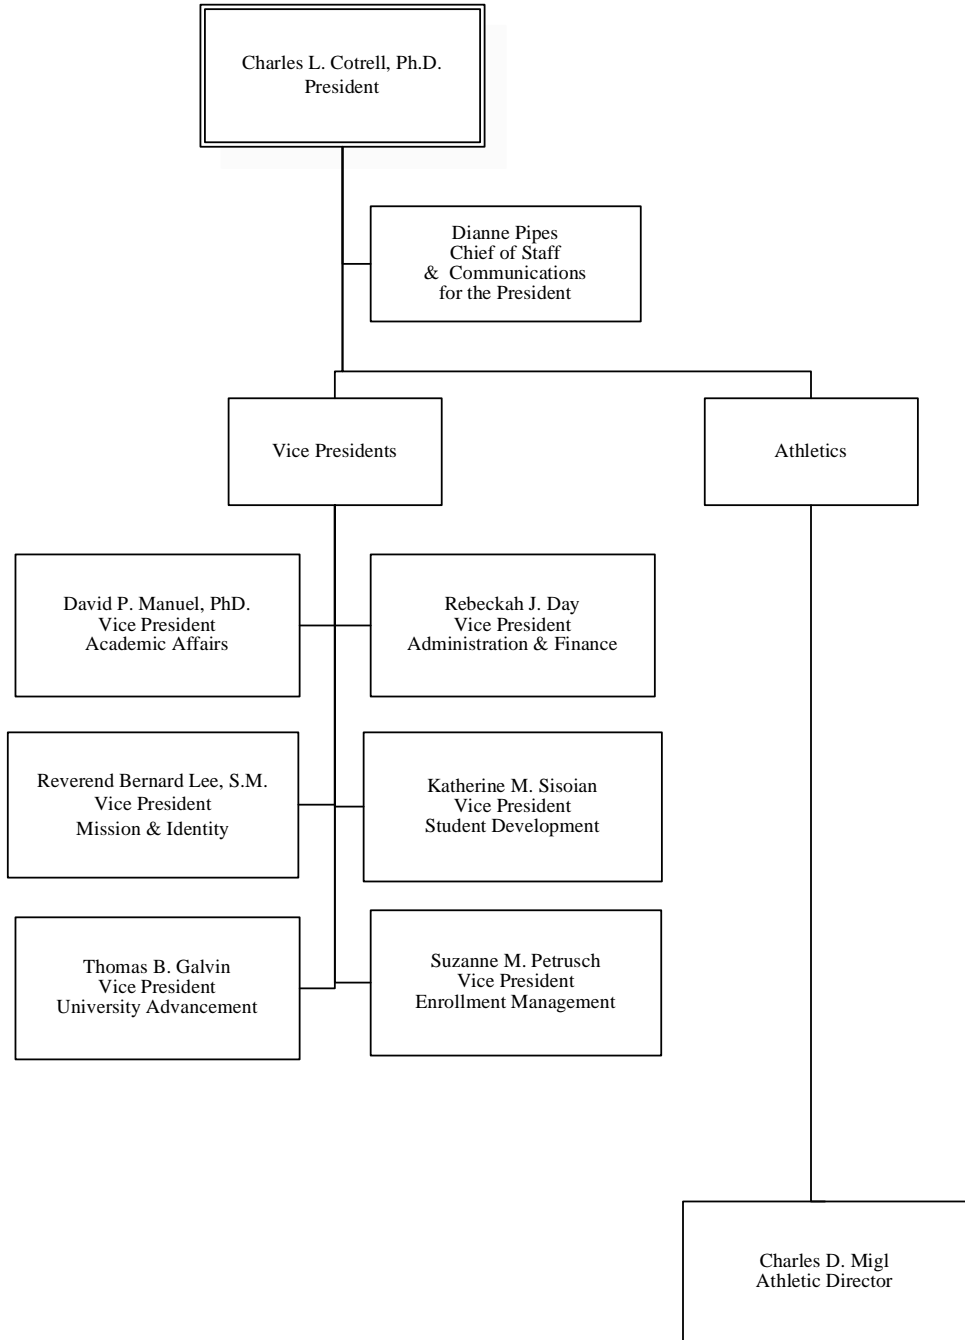 Charles L. Cotrell, Ph.D.
President
Dianne Pipes
Chief of Staff
& Communications
for the President
Vice Presidents
Athletics
David P. Manuel, PhD.
Vice President
Academic Affairs
Rebeckah J. Day
Vice President
Administration & Finance
Reverend Bernard Lee, S.M.
Vice President
Mission & Identity
Katherine M. Sisoian
Vice President
Student Development
Thomas B. Galvin
Vice President
University Advancement
Suzanne M. Petrusch
Vice President
Enrollment Management
Charles D. Migl
Athletic Director